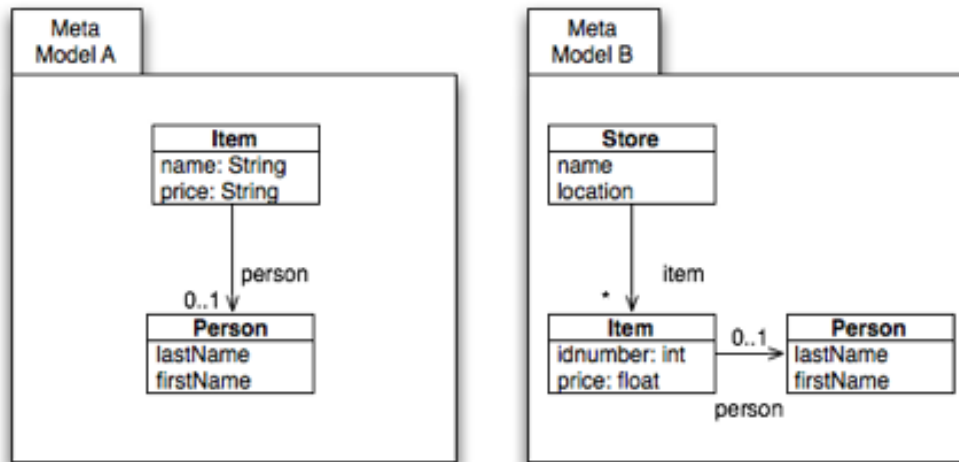 Meta
Model A
Item
name: String
price: String
person
0..1
Person
lastName
firstName
Meta
Model B
Store
name
location
item
*
Item
idnumber: int
price: float
0..1
person
Person
lastName
firstName